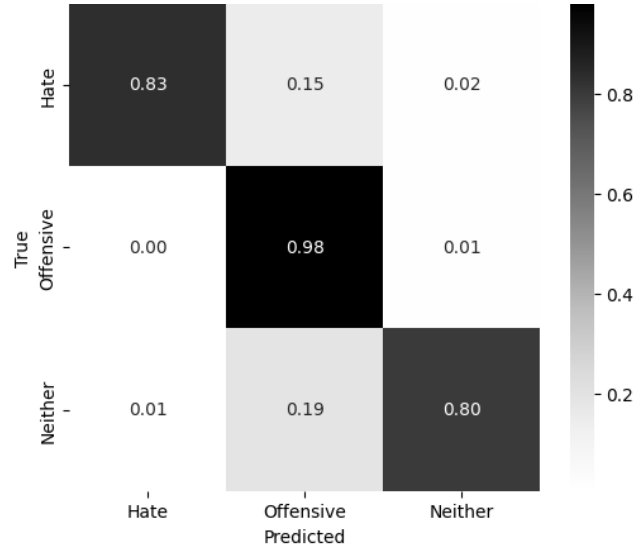 Hate 0.83 0.15 0.02 0.8
0.6
True
Offensive 0.00 0.98 0.01
0.4
Neither 0.01 0.19 0.80 0.2
Hate Offensive Neither
Predicted